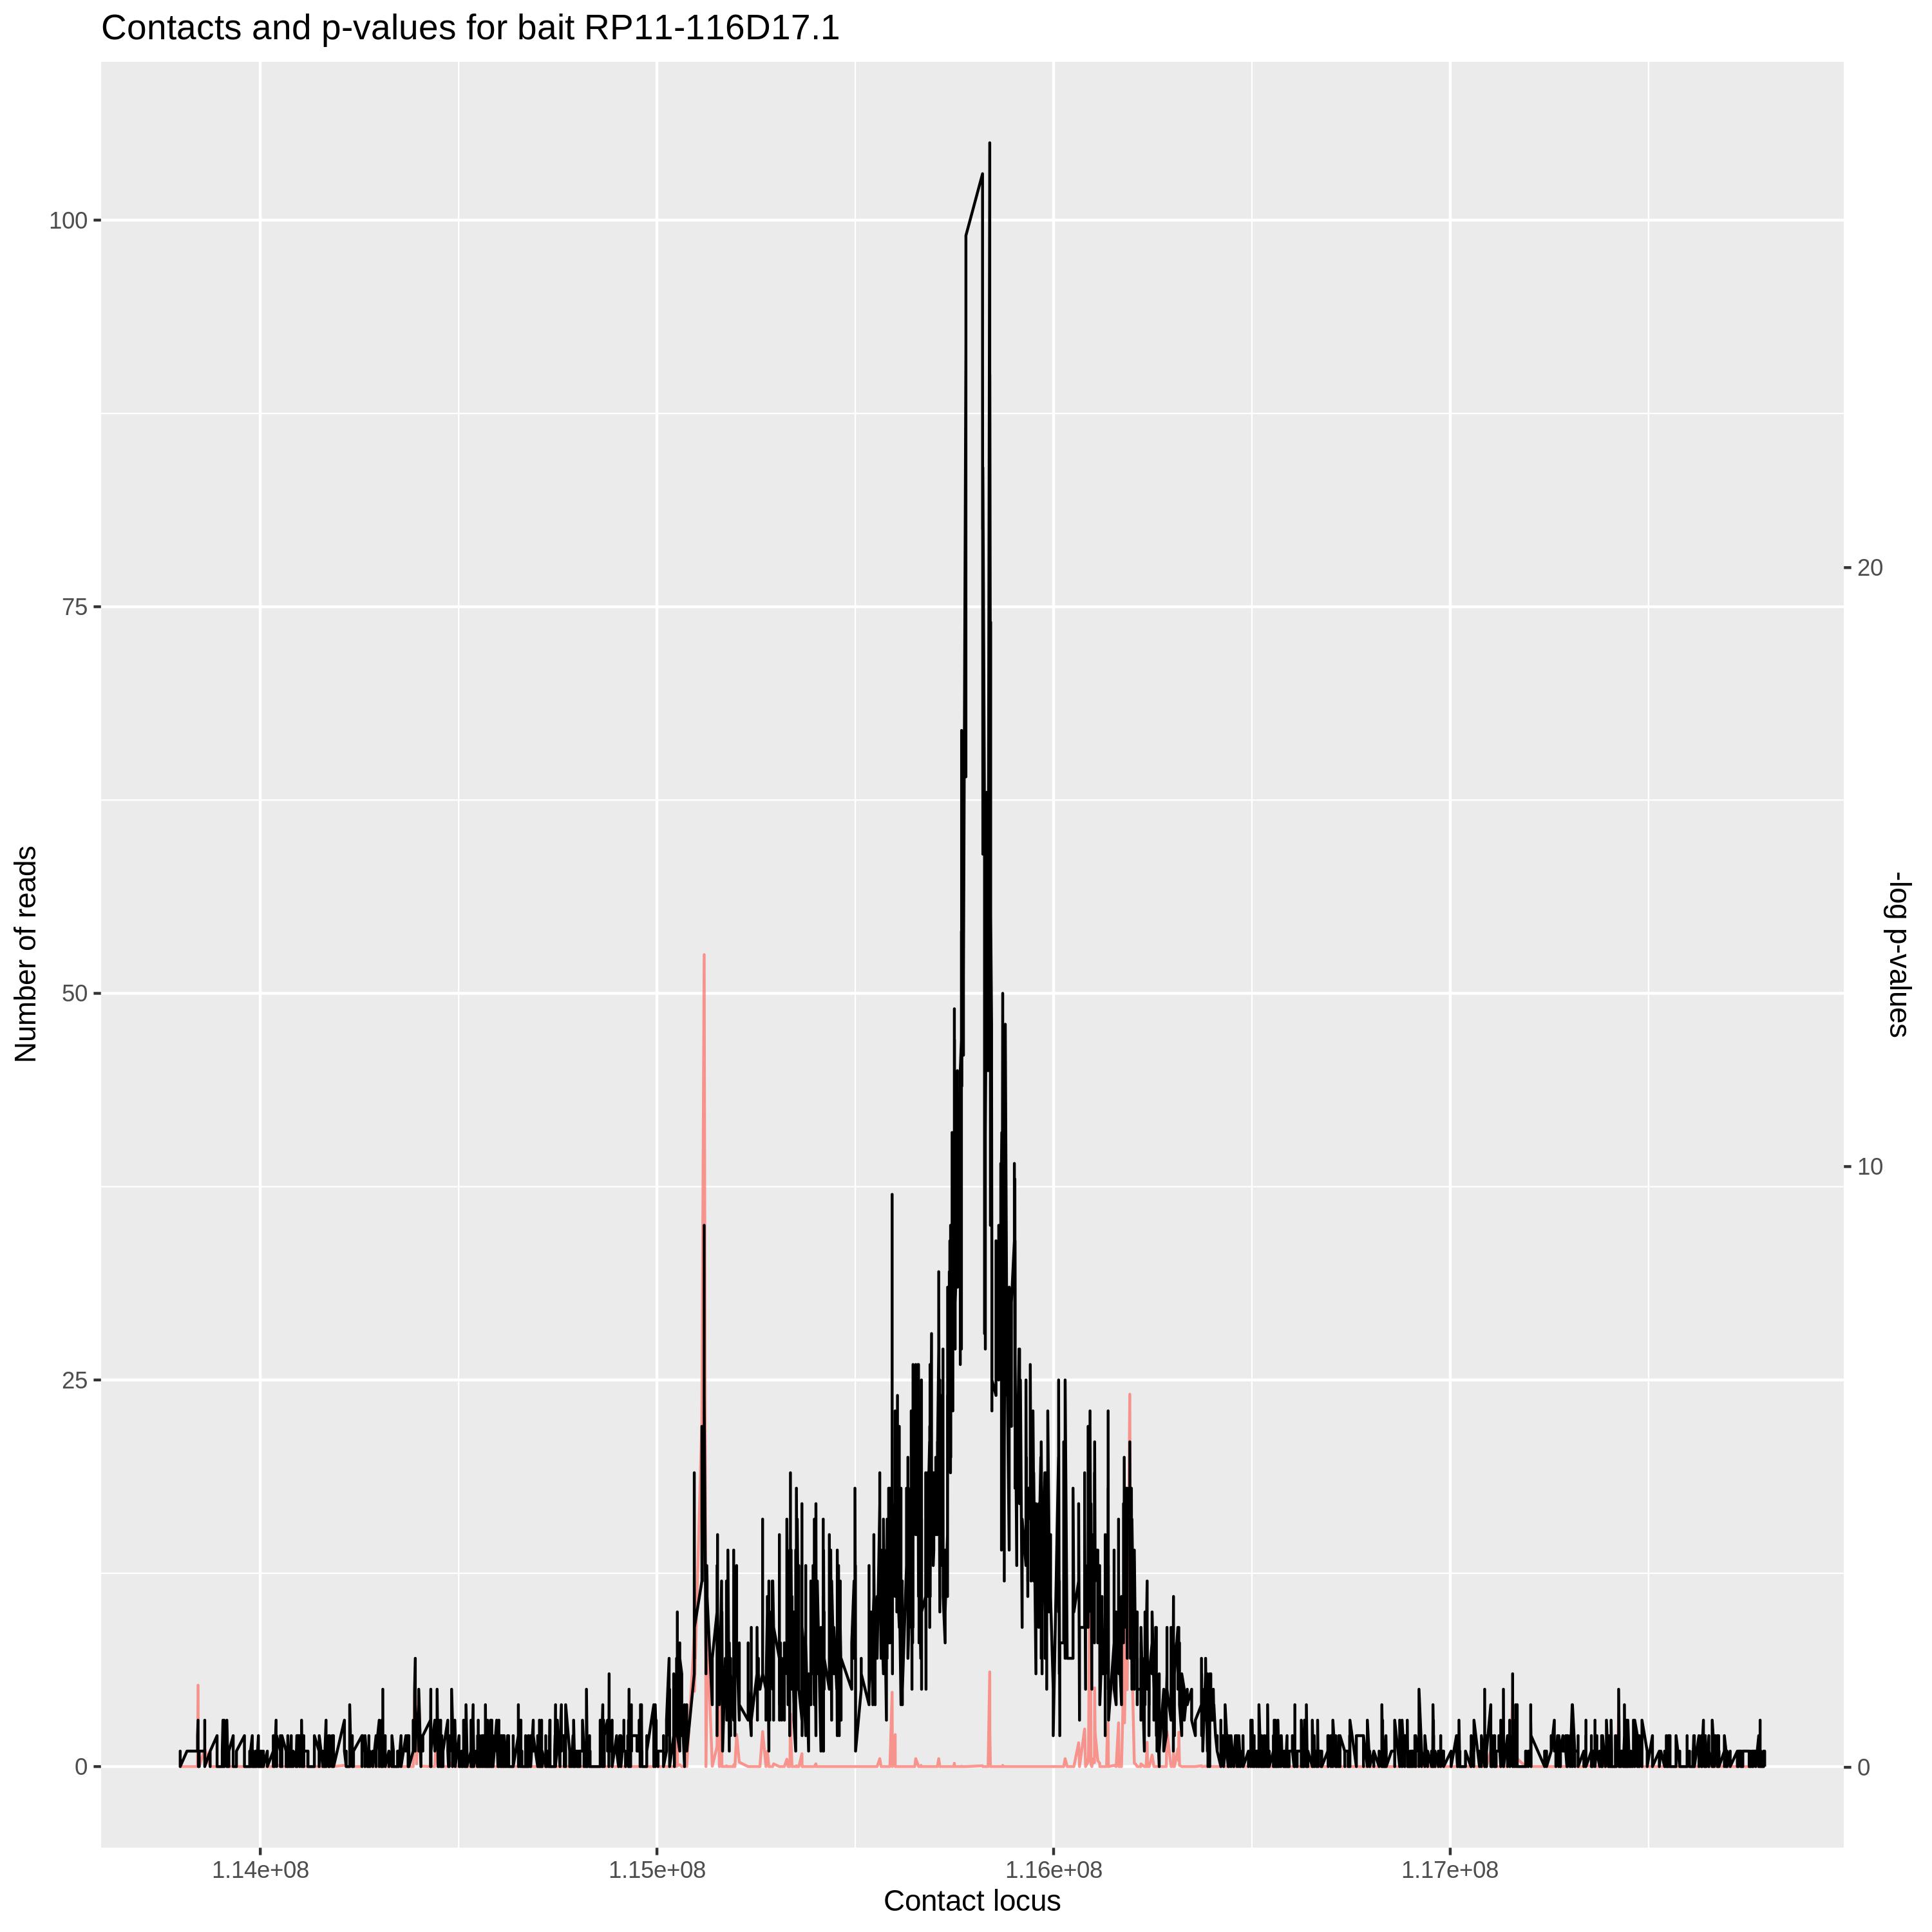 Contacts and p-values for bait RP11-116D17.1
100
75
50
25
0
Number of reads
20
10
0
-log p-values
1.14e+08
1.15e+08
1.16e+08
1.17e+08
Contact locus